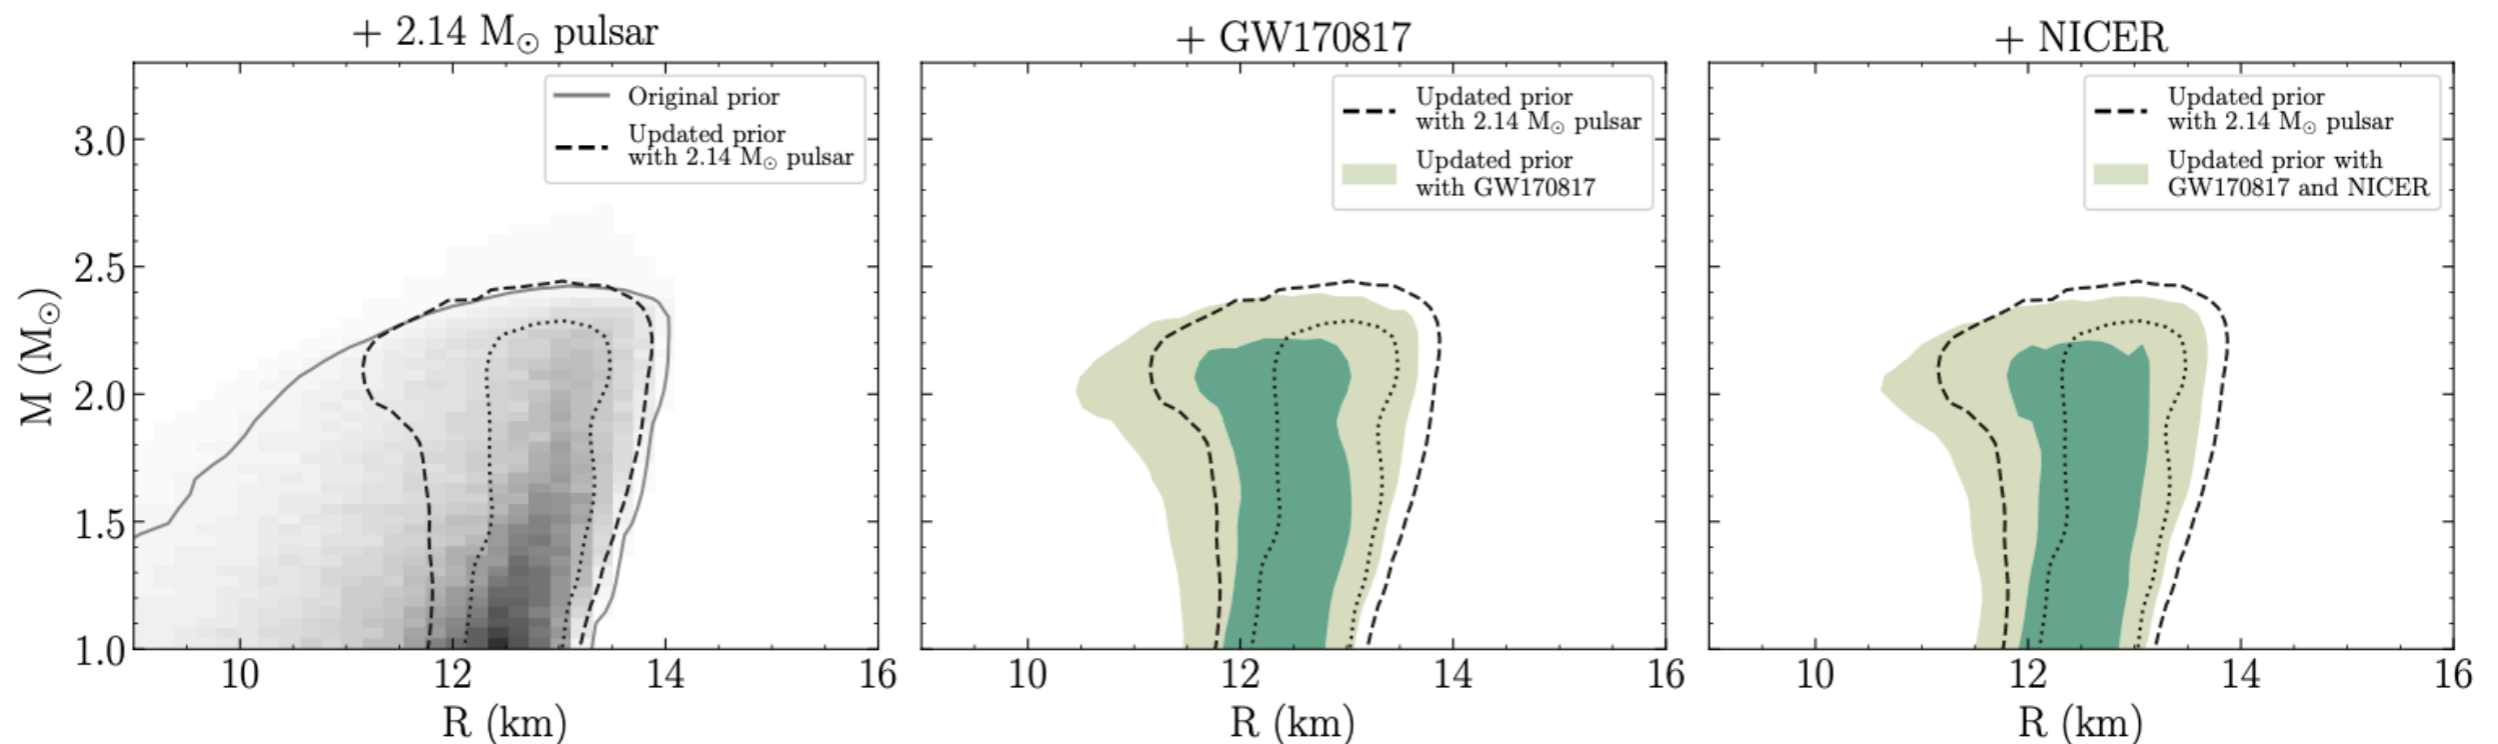 + 2.14 M⊙ pulsar
+ GW170817
+ NICER
Original prior
Updated prior
with 2.14 M⊙ pulsar
Updated prior
with 2.14 M⊙ pulsar
Updated prior
with GW170817
Updated prior
with 2.14 M⊙ pulsar
Updated prior with
GW170817 and NICER
M (M⊙)
3.0
2.5
2.0
1.5
1.0
10 12 14 16
10 12 14 16
10 12 14 16
R (km)
R (km)
R (km)